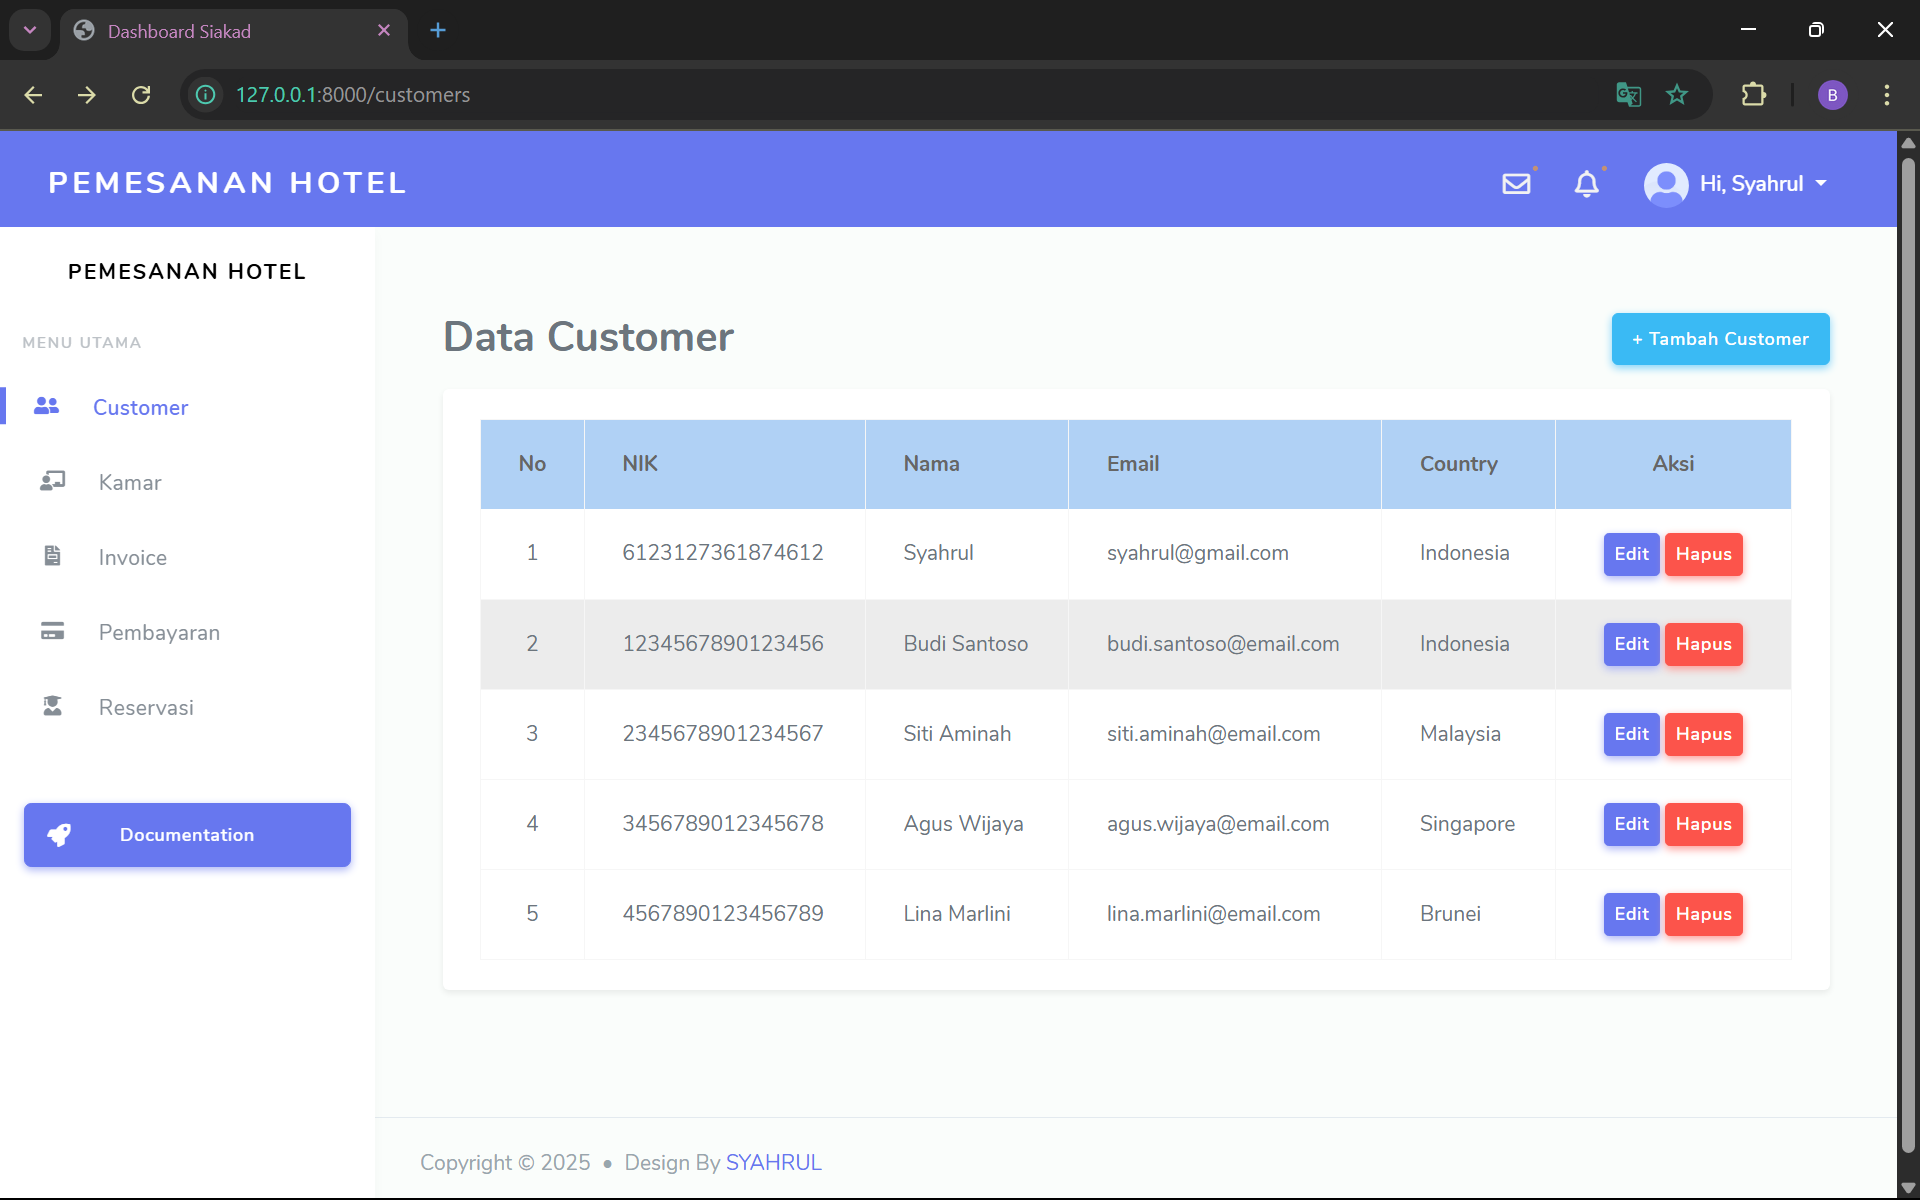 Dashboard Siakad
127.0.0.1:8000/customers
B
PEMESANAN HOTEL
Hi, Syahrul
PEMESANAN HOTEL
MENU UTAMA
Customer
Kamar
Invoice
Pembayaran
Reservasi
Documentation
Data Customer
+ Tambah Customer
No NIK Nama Email Country Aksi
1 6123127361874612 Syahrul syahrul@gmail.com Indonesia Edit Hapus
2 1234567890123456 Budi Santoso budi.santoso@email.com Indonesia Edit Hapus
3 2345678901234567 Siti Aminah siti.aminah@email.com Malaysia Edit Hapus
4 3456789012345678 Agus Wijaya agus.wijaya@email.com Singapore Edit Hapus
5 4567890123456789 Lina Marlini lina.marlini@email.com Brunei Edit Hapus
Copyright © 2025 • Design By SYAHRUL